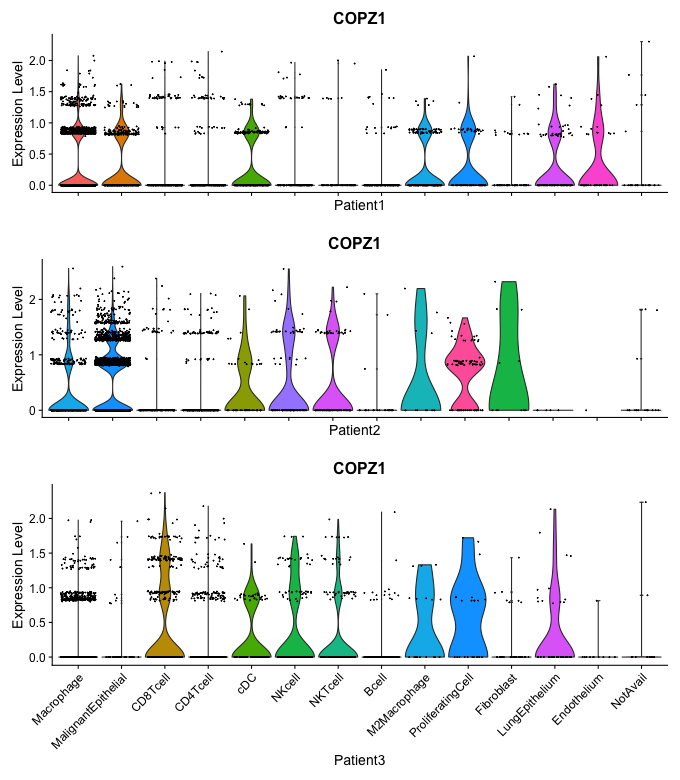 COPZ1
Expression Level
2.0
1.5
1.0
0.5
0.0
Patient1
COPZ1
Expression Level
2
1
0
Patient2
COPZ1
Expression Level
2.0
1.5
1.0
0.5
0.0
Macrophage
MalignantEpithelial
CD8Tcell
CD4Tcell
cDC
NKcell
NKTcell
Bcell
M2Macrophage
ProliferatingCell
Fibroblast
LungEpithelium
Endothelium
NotAvail
Patient3